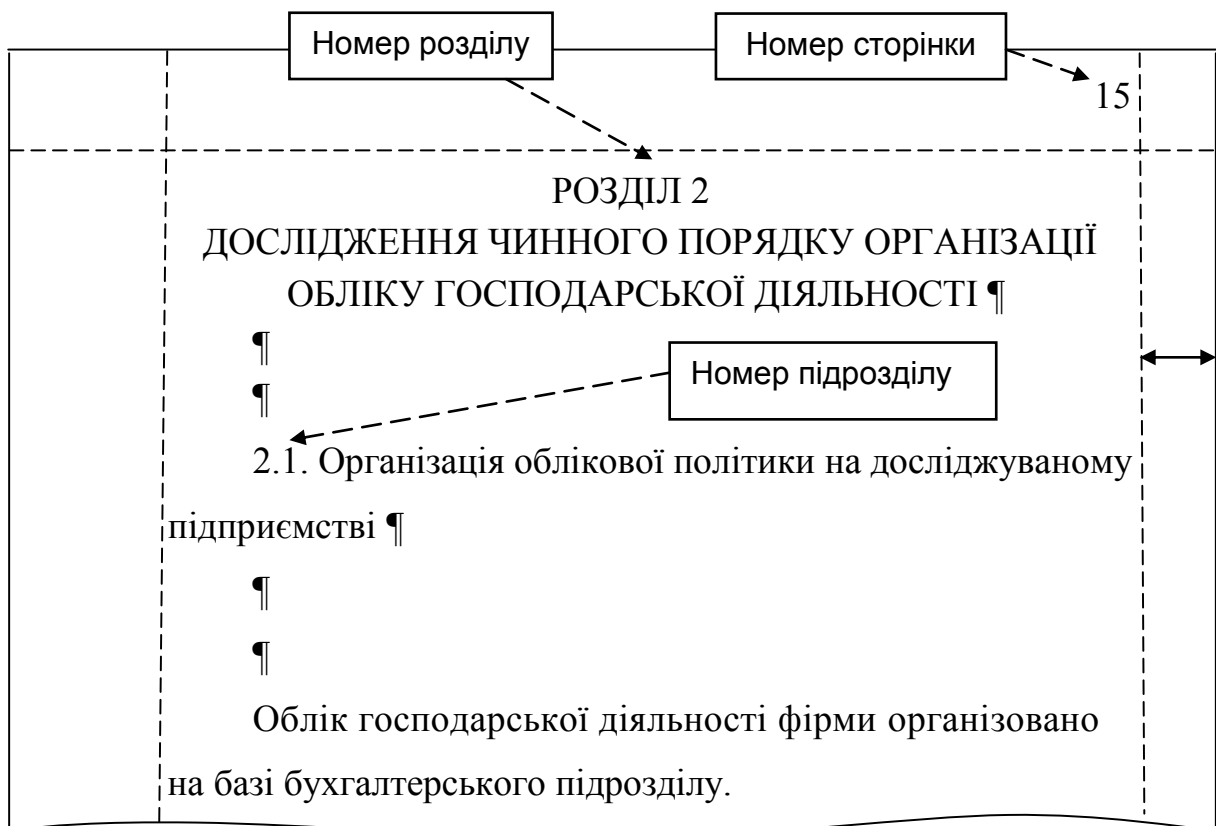 Номер розділу
Номер сторінки
15
РОЗДІЛ 2
ДОСЛІДЖЕННЯ ЧИННОГО ПОРЯДКУ ОРГАНІЗАЦІЇ
ОБЛІКУ ГОСПОДАРСЬКОЇ ДІЯЛЬНОСТІ ¶
¶
Номер підрозділу
¶
2.1. Організація облікової політики на досліджуваному
підприємстві ¶
¶
¶
Облік господарської діяльності фірми організовано
на базі бухгалтерського підрозділу.